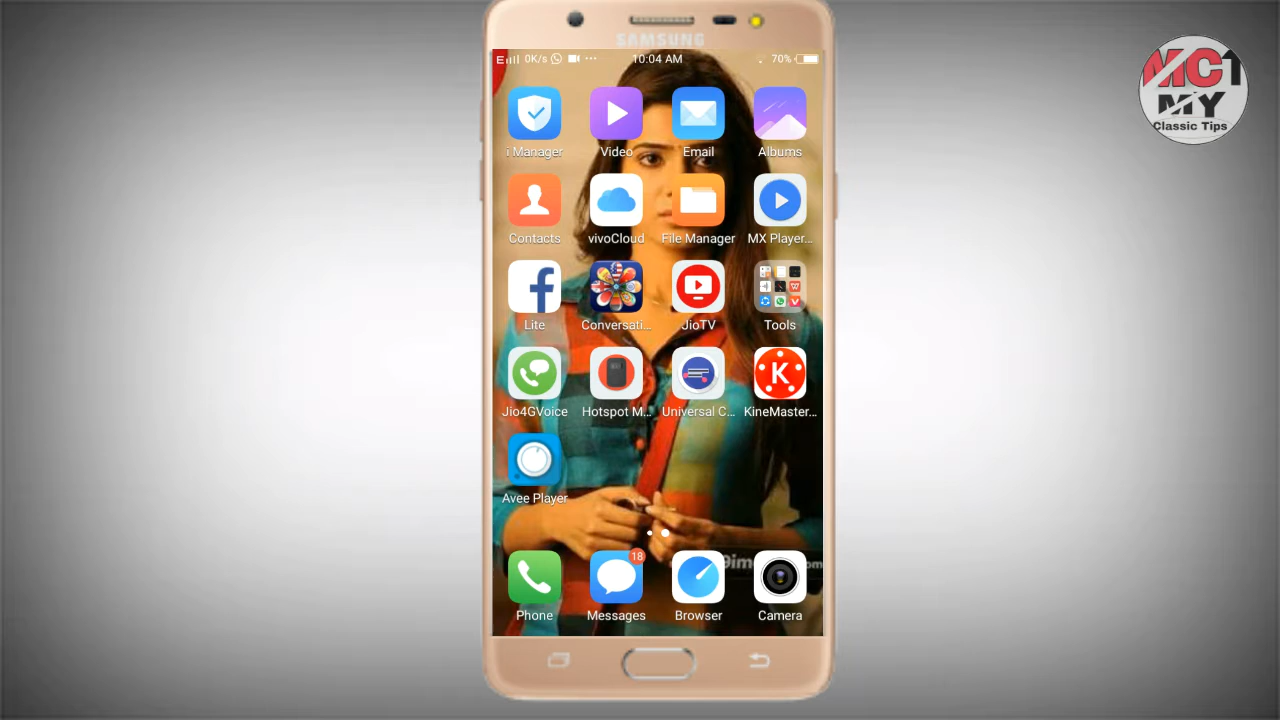 SAMSUNG
0K/s
10:04 AM
70%
MC1
MY
Classic Tips
i Manager
Video
Email
Albums
Contacts
vivoCloud
File Manager
MX Player...
Lite
Conversati...
JioTV
Tools
Jio4GVoice
Hotspot M...
Universal C...
K
KineMaster...
Avee Player
18
Phone
Messages
Browser
Camera